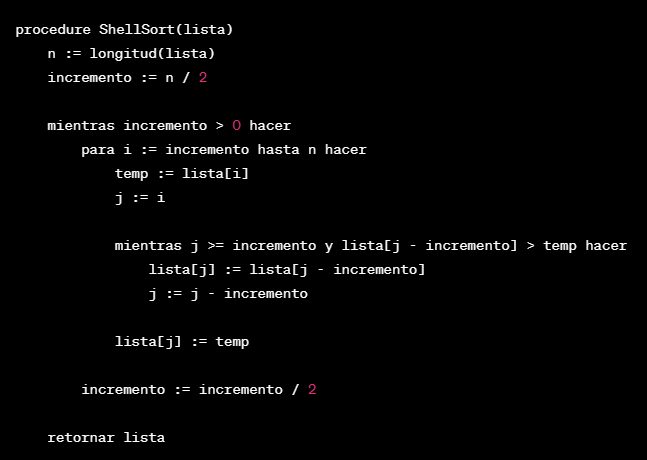 procedure ShellSort(lista)
n := longitud(lista)
incremento := n / 2
mientras incremento > 0 hacer
para i := incremento hasta n hacer
temp := lista[i]
j := i
mientras j >= incremento y lista[j - incremento] > temp hacer
lista[j] := lista[j - incremento]
j := j - incremento
lista[j] := temp
incremento := incremento / 2
retornar lista